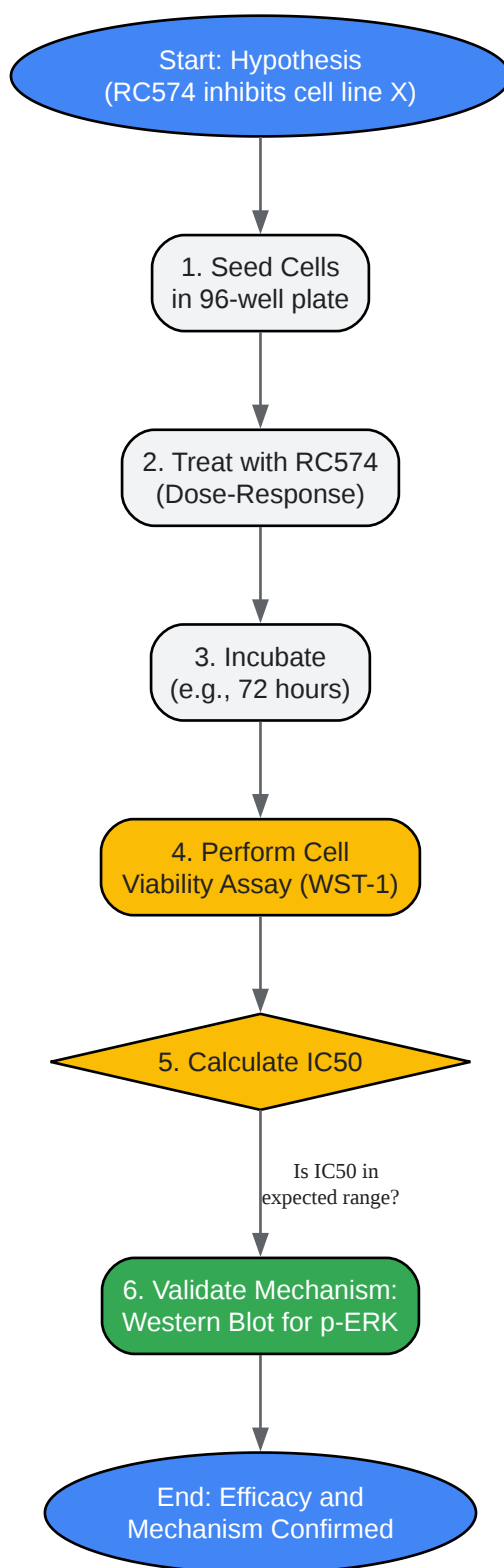 Start: Hypothesis
(RC574 inhibits cell line X)
1. Seed Cells
in 96-well plate
2. Treat with RC574
(Dose-Response)
3. Incubate
(e.g., 72 hours)
4. Perform Cell
Viability Assay (WST-1)
5. Calculate IC50
Is IC50 in
expected range?
6. Validate Mechanism:
Western Blot for p-ERK
End: Efficacy and
Mechanism Confirmed